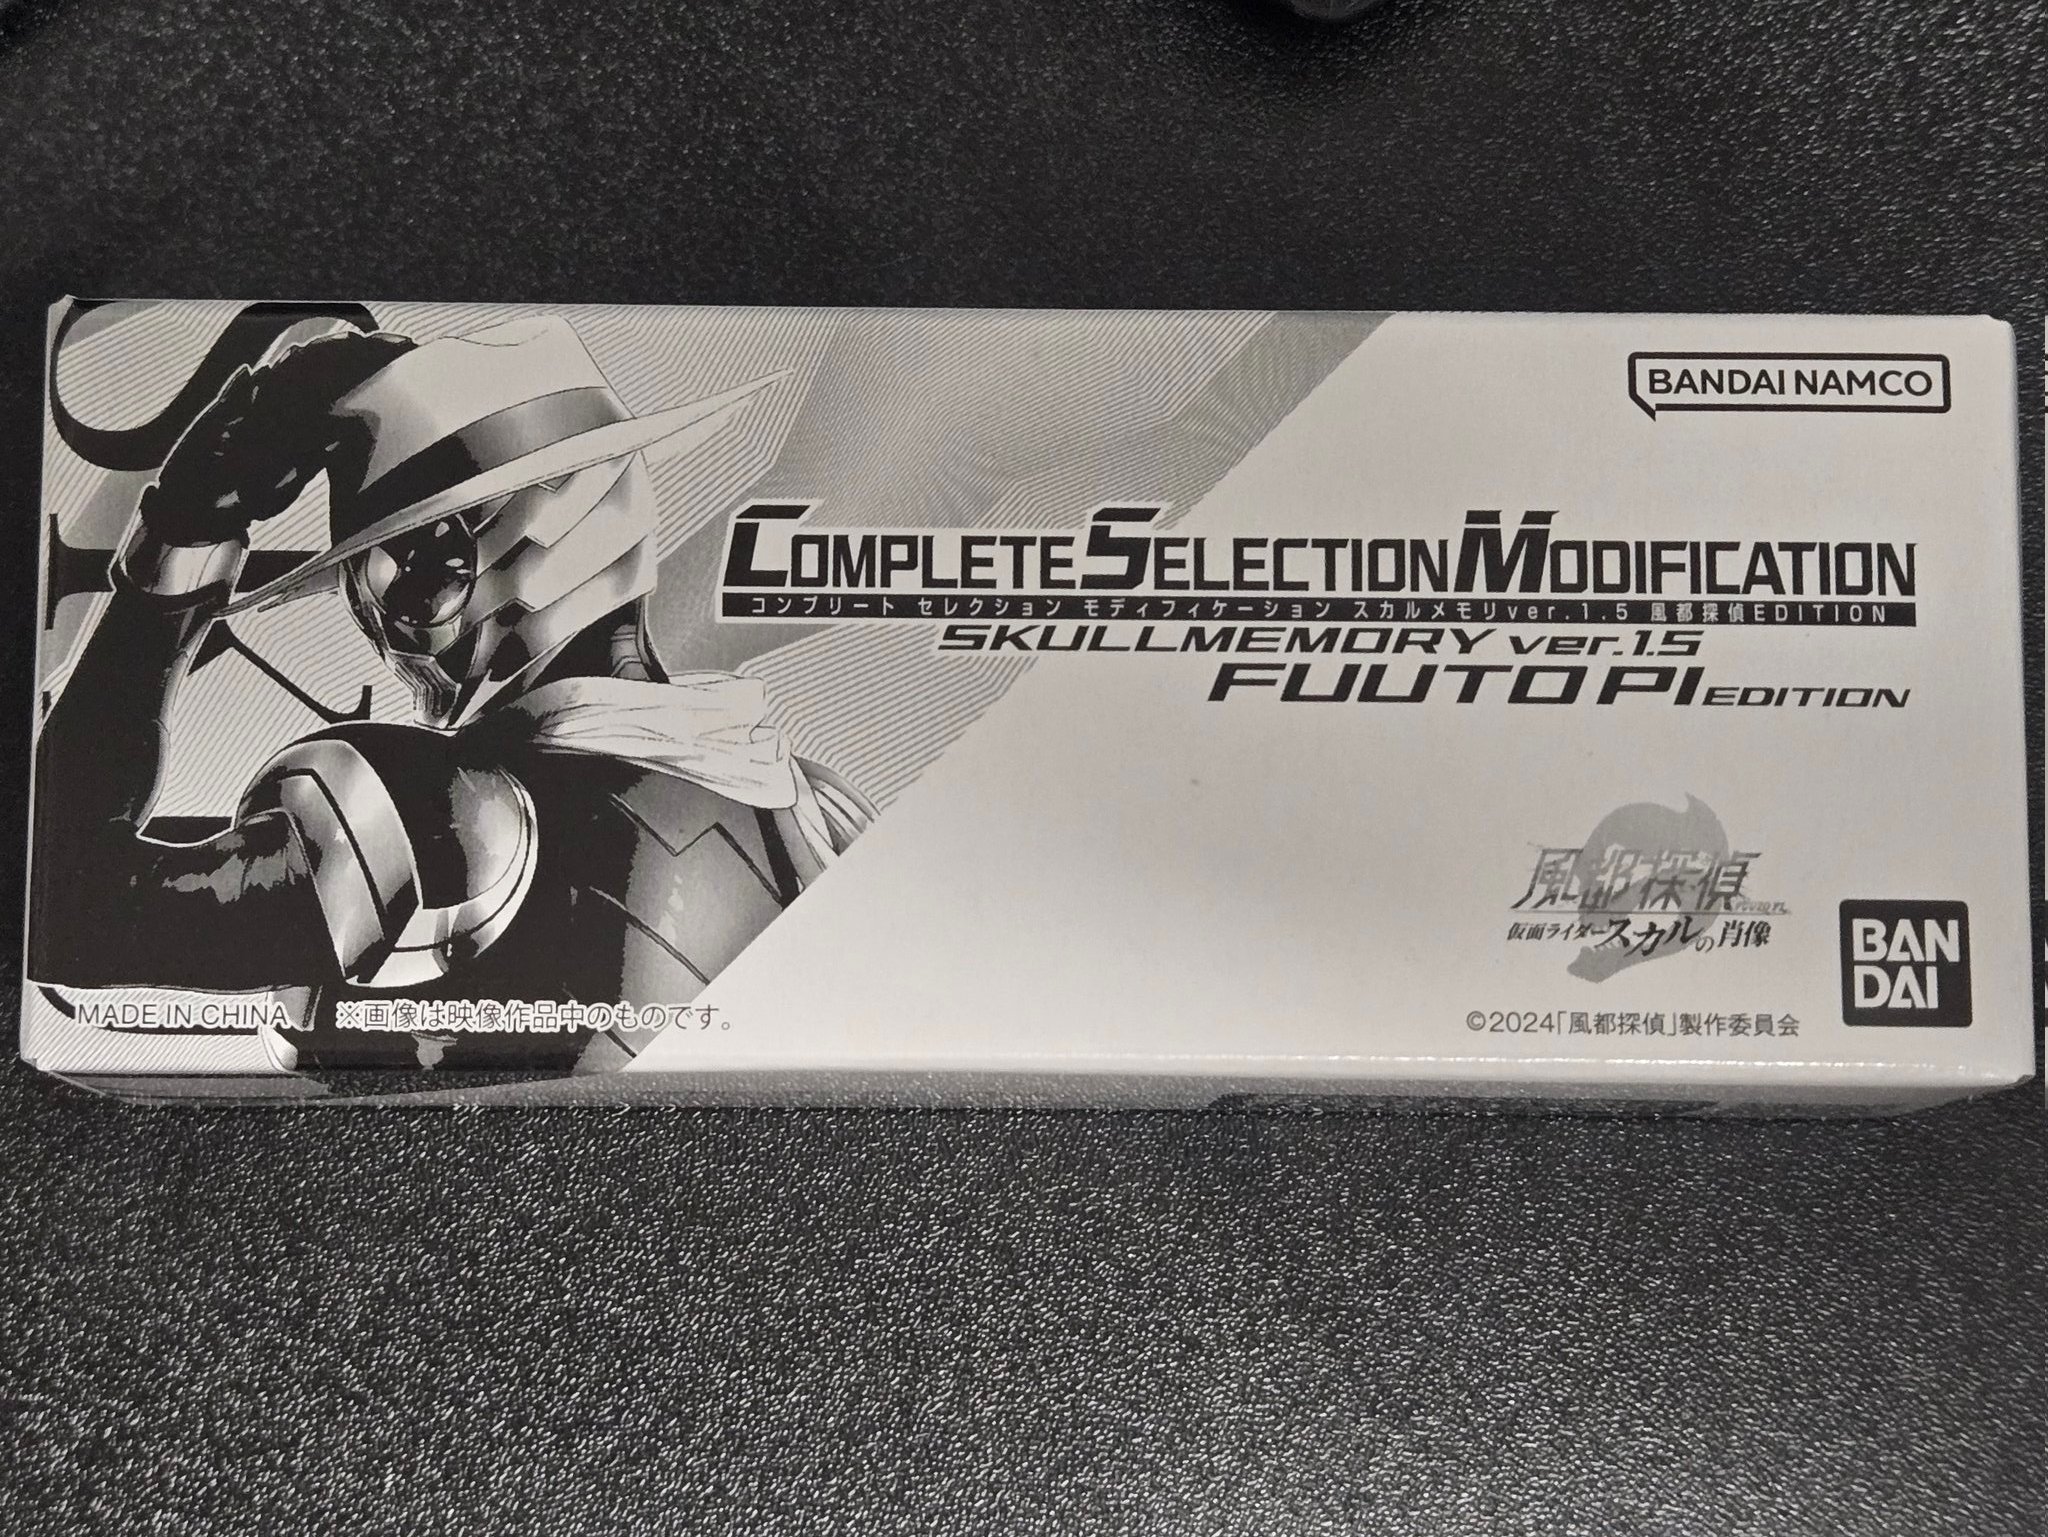 BANDAI NAMCO
COMPLETE SELECTION MODIFICATION
コンプリート セレクション モディフィケーション スカルメモリver.1.5 風都探偵EDITION
SKULLMEMORY ver.1.5
FUUTO PI EDITION
風都探偵
仮面ライダースカルの肖像
BAN
DAI
MADE IN CHINA ※画像は映像作品中のものです。
©2024「風都探偵」製作委員会